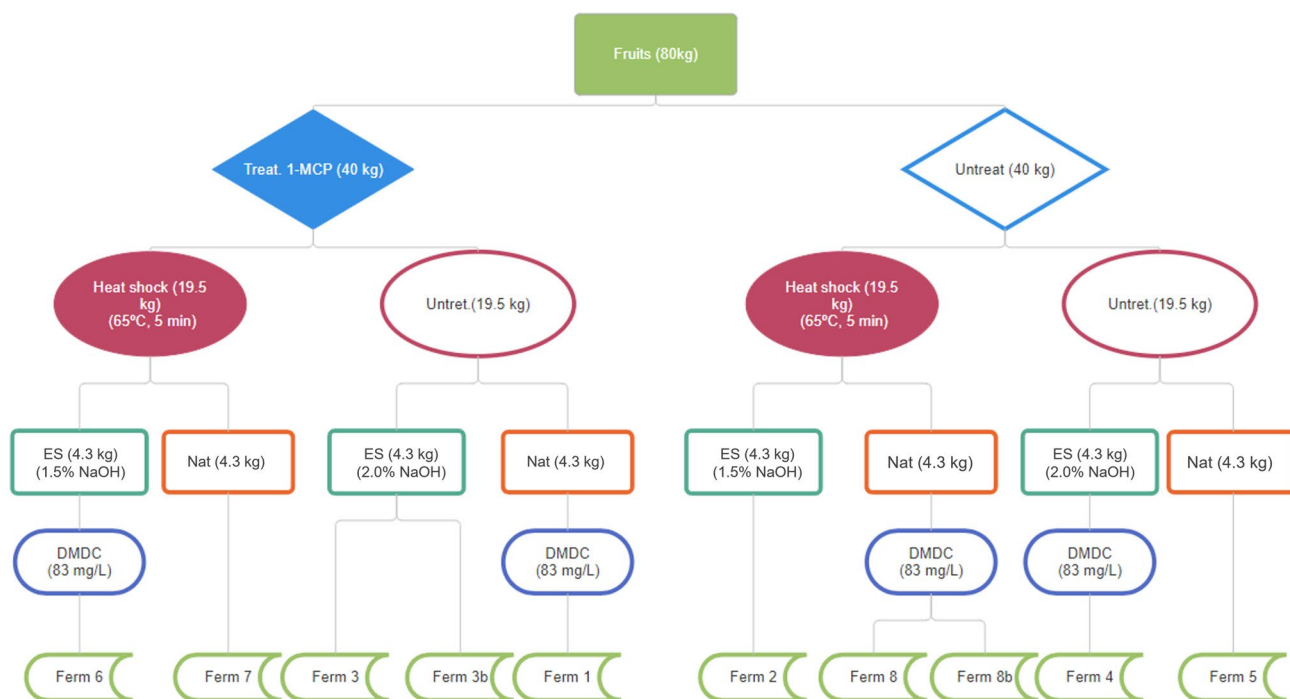 Fruits (80kg)
Treat. 1-MCP (40 kg)
Untreat (40 kg)
Heat shock (19.5
kg)
(65ºC, 5 min)
Untret.(19.5 kg)
Heat shock (19.5
kg)
(65ºC, 5 min)
Untret.(19.5 kg)
ES (4.3 kg)
(1.5% NaOH)
Nat (4.3 kg)
ES (4.3 kg)
(2.0% NaOH)
Nat (4.3 kg)
ES (4.3 kg)
(1.5% NaOH)
Nat (4.3 kg)
ES (4.3 kg)
(2.0% NaOH)
Nat (4.3 kg)
DMDC
(83 mg/L)
DMDC
(83 mg/L)
DMDC
(83 mg/L)
DMDC
(83 mg/L)
Ferm 6
Ferm 7
Ferm 3
Ferm 3b
Ferm 1
Ferm 2
Ferm 8
Ferm 8b
Ferm 4
Ferm 5